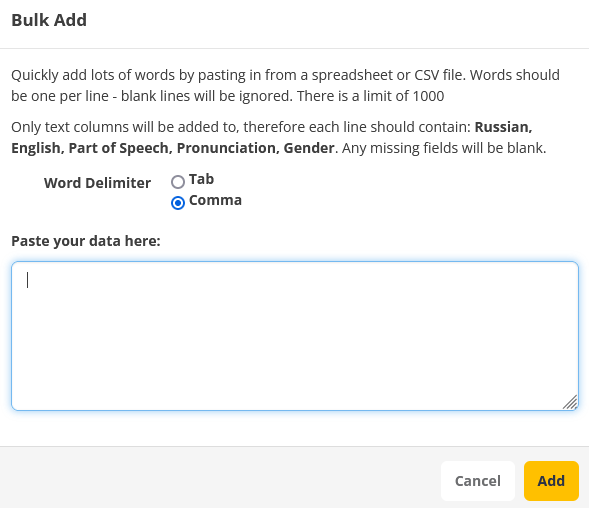 Bulk Add
Quickly add lots of words by pasting in from a spreadsheet or CSV file. Words should
be one per line - blank lines will be ignored. There is a limit of 1000
Only text columns will be added to, therefore each line should contain: Russian,
English, Part of Speech, Pronunciation, Gender. Any missing fields will be blank.
Word Delimiter Tab
Comma
Paste your data here:
Cancel Add